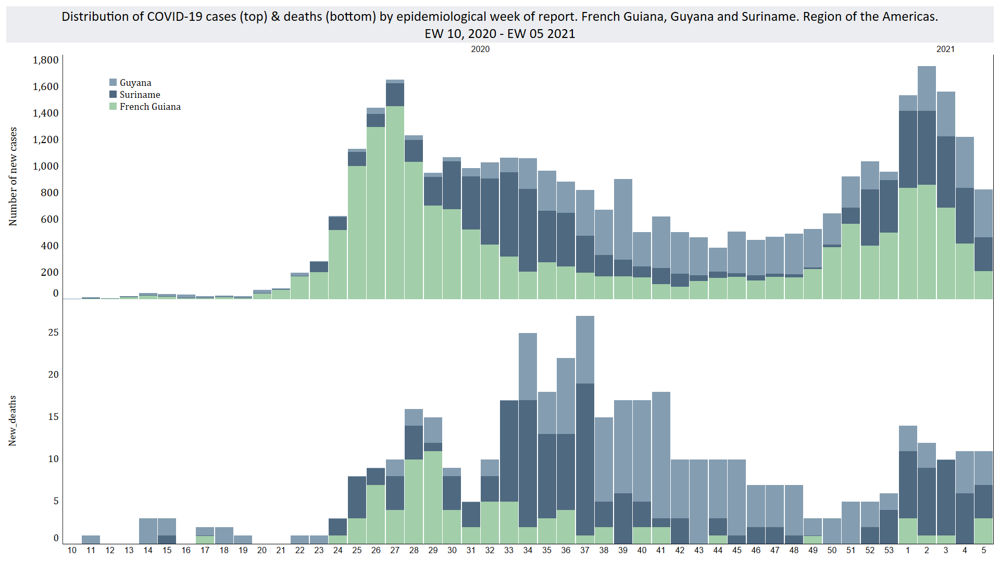 Distribution of COVID-19 cases (top) & deaths (bottom) by epidemiological week of report. French Guiana, Guyana and Suriname. Region of the Americas.
EW 10, 2020 - EW 05 2021
2020 2021
Number of new cases
1,800
1,600
1,400
1,200
1,000
800
600
400
200
0
Guyana
Suriname
French Guiana
New_deaths
25
20
15
10
5
0
10 11 12 13 14 15 16 17 18 19 20 21 22 23 24 25 26 27 28 29 30 31 32 33 34 35 36 37 38 39 40 41 42 43 44 45 46 47 48 49 50 51 52 53 1 2 3 4 5